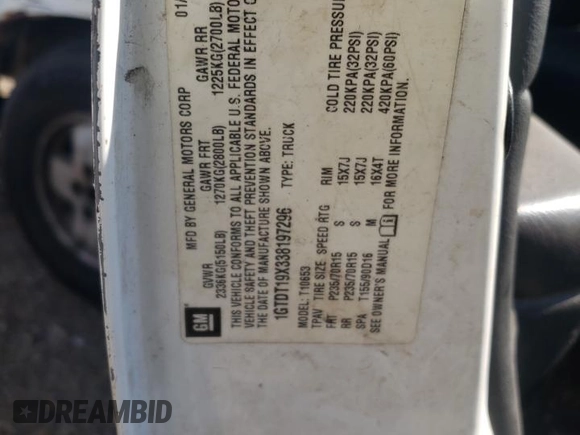 MFD BY GENERAL MOTORS CORP 01/
GVWR GAWR FRT GAWR RR
2336KG(5150LB) 1270KG(2800LB) 1225KG(2700LB)
THIS VEHICLE CONFORMS TO ALL APPLICABLE U.S. FEDERAL MOTOR
VEHICLE SAFETY AND THEFT PREVENTION STANDARDS IN EFFECT O
THE DATE OF MANUFACTURE SHOWN ABOVE.
1GTDT19X338197296 TYPE: TRUCK
MODEL: T10653
TPAV TIRE SIZE SPEED RTG RIM COLD TIRE PRESSUR
FRT P235/70R15 S 15X7J 220KPA(32PSI)
RR P235/70R15 S 15X7J 220KPA(32PSI)
SPA T155/90D16 M 16X4T 420KPA(60PSI)
SEE OWNER'S MANUAL FOR MORE INFORMATION.
GM
DREAMBID